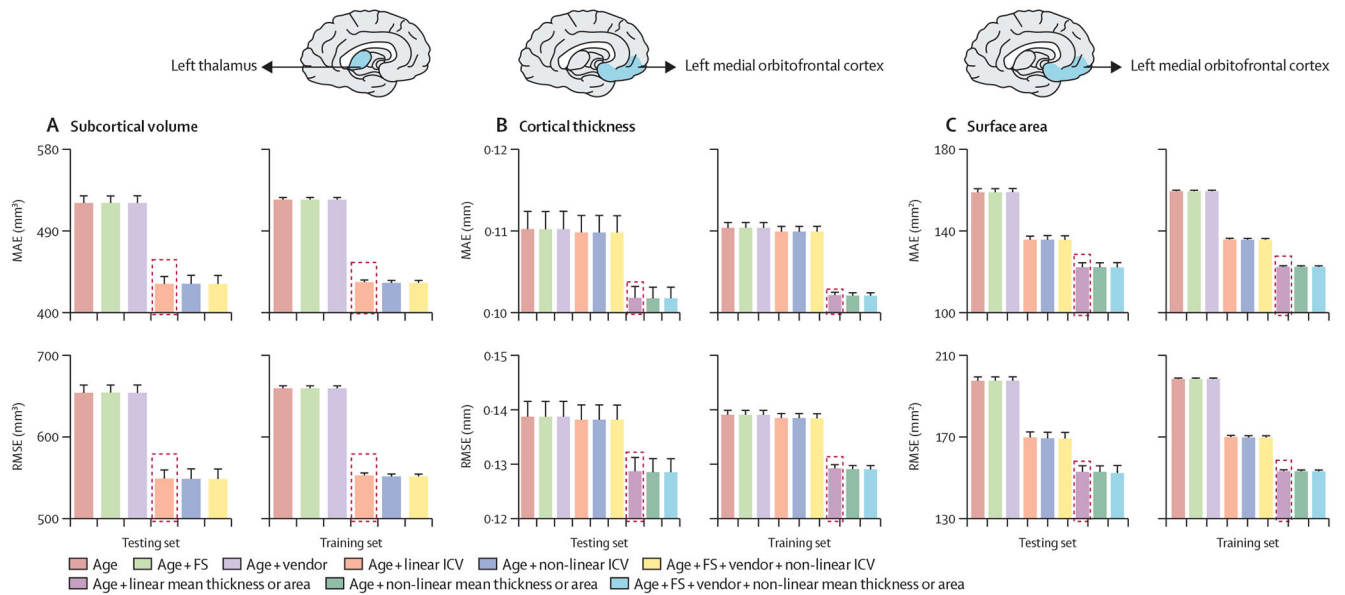 Left thalamus
Left medial orbitofrontal cortex
Left medial orbitofrontal cortex
A Subcortical volume
B Cortical thickness
C Surface area
580
490
400
MAE (mm³)
0·12
0·11
0·10
MAE (mm)
180
140
100
MAE (mm²)
700
600
500
RMSE (mm³)
Testing set
Training set
0·15
0·14
0·13
0·12
RMSE (mm)
Testing set
Training set
210
170
130
RMSE (mm²)
Testing set
Training set
Age
Age + FS
Age + vendor
Age + linear ICV
Age + non-linear ICV
Age + FS + vendor + non-linear ICV
Age + linear mean thickness or area
Age + non-linear mean thickness or area
Age + FS + vendor + non-linear mean thickness or area